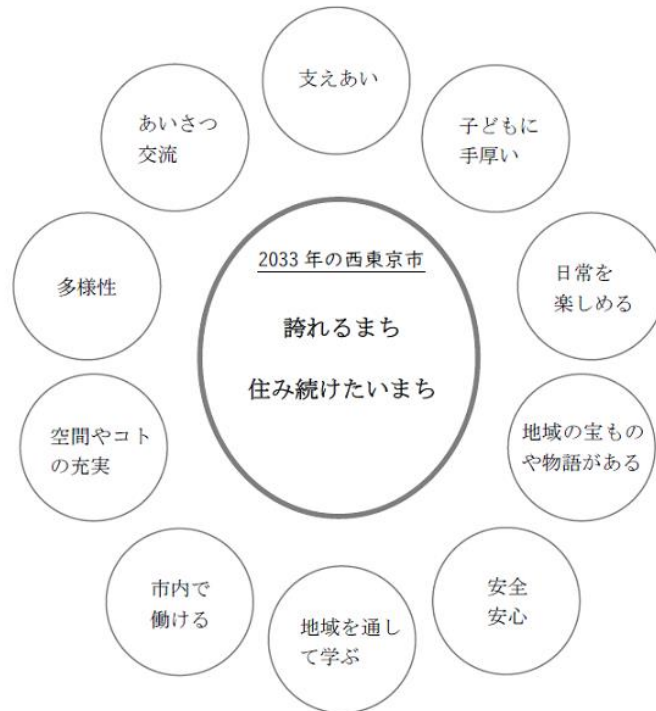 支えあい
子どもに
手厚い
日常を
楽しめる
地域の宝もの
や物語がある
安全
安心
地域を通し
て学ぶ
市内で
働ける
空間やコト
の充実
多様性
あいさつ
交流
2033 年の西東京市
誇れるまち
住み続けたいまち